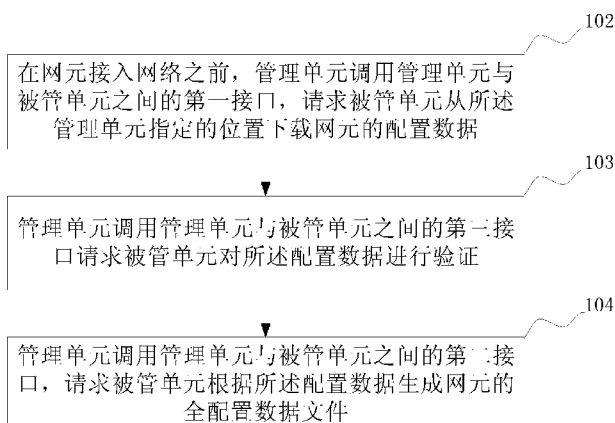 102
在网元接入网络之前，管理单元调用管理单元与
被管单元之间的第一接口，请求被管单元从所述
管理单元指定的位置下载网元的配置数据
103
管理单元调用管理单元与被管单元之间的第三接
口请求被管单元对所述配置数据进行验证
104
管理单元调用管理单元与被管单元之间的第二接
口，请求被管单元根据所述配置数据生成网元的
全配置数据文件